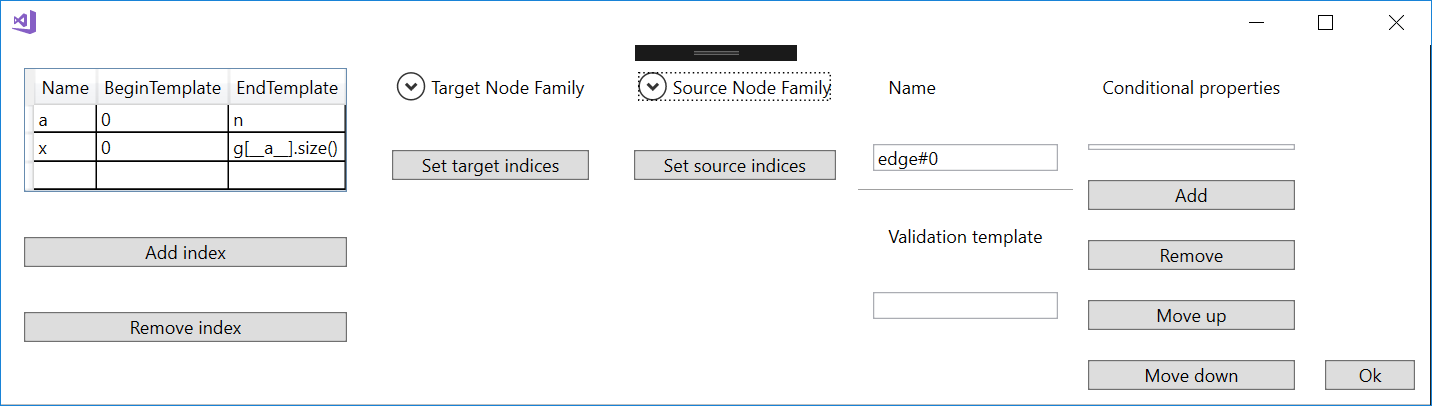 Name BeginTemplate EndTemplate
a 0 n
x 0 g[__a__].size()
Add index
Remove index
Target Node Family
Set target indices
Source Node Family
Set source indices
Name
edge#0
Validation template
Conditional properties
Add
Remove
Move up
Move down
Ok